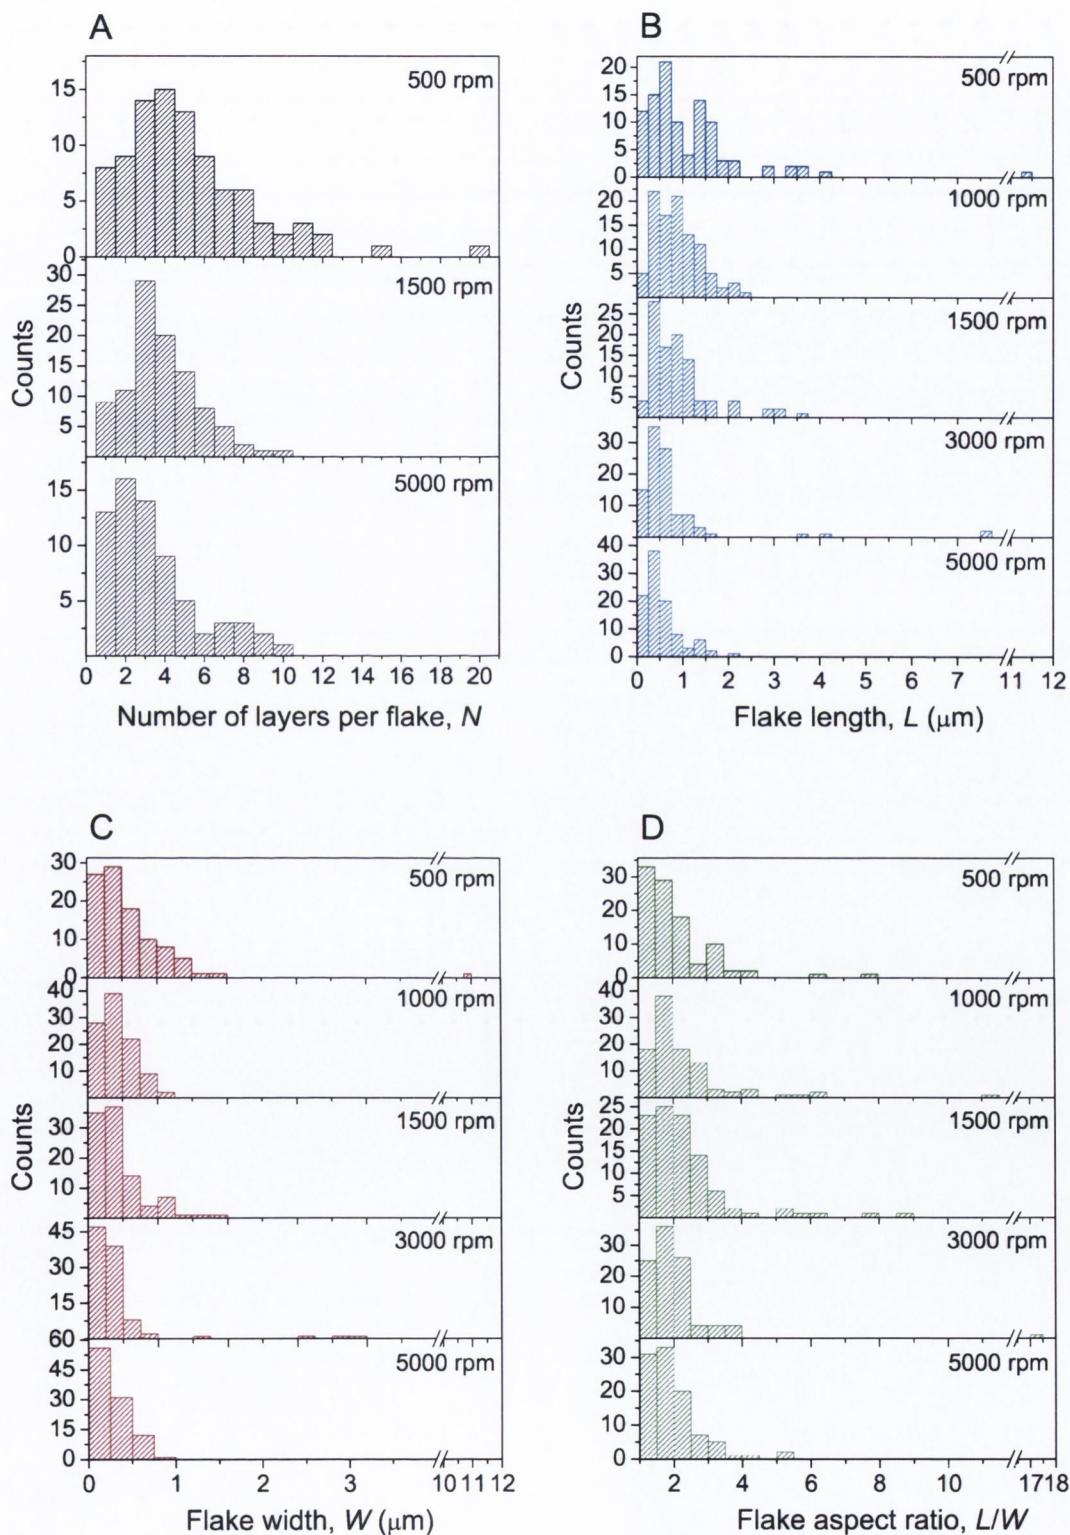 A
500 rpm
15
10
5
0
1500 rpm
30
25
20
15
10
5
5000 rpm
15
10
5
0 2 4 6 8 10 12 14 16 18 20
Counts
Number of layers per flake, N
B
500 rpm
20
15
10
5
0
1000 rpm
20
15
10
5
1500 rpm
25
20
15
10
5
3000 rpm
30
20
10
5000 rpm
40
30
20
10
0
0 1 2 3 4 5 6 7 11 12
Counts
Flake length, L (μm)
C
500 rpm
30
20
10
0
1000 rpm
40
30
20
10
1500 rpm
30
20
10
3000 rpm
45
30
15
5000 rpm
60
45
30
15
0
0 1 2 3 10 11 12
Counts
Flake width, W (μm)
D
500 rpm
30
20
10
0
1000 rpm
40
30
20
10
1500 rpm
25
20
15
10
5
3000 rpm
30
20
10
5000 rpm
30
20
10
0
2 4 6 8 10 17 18
Counts
Flake aspect ratio, L/W